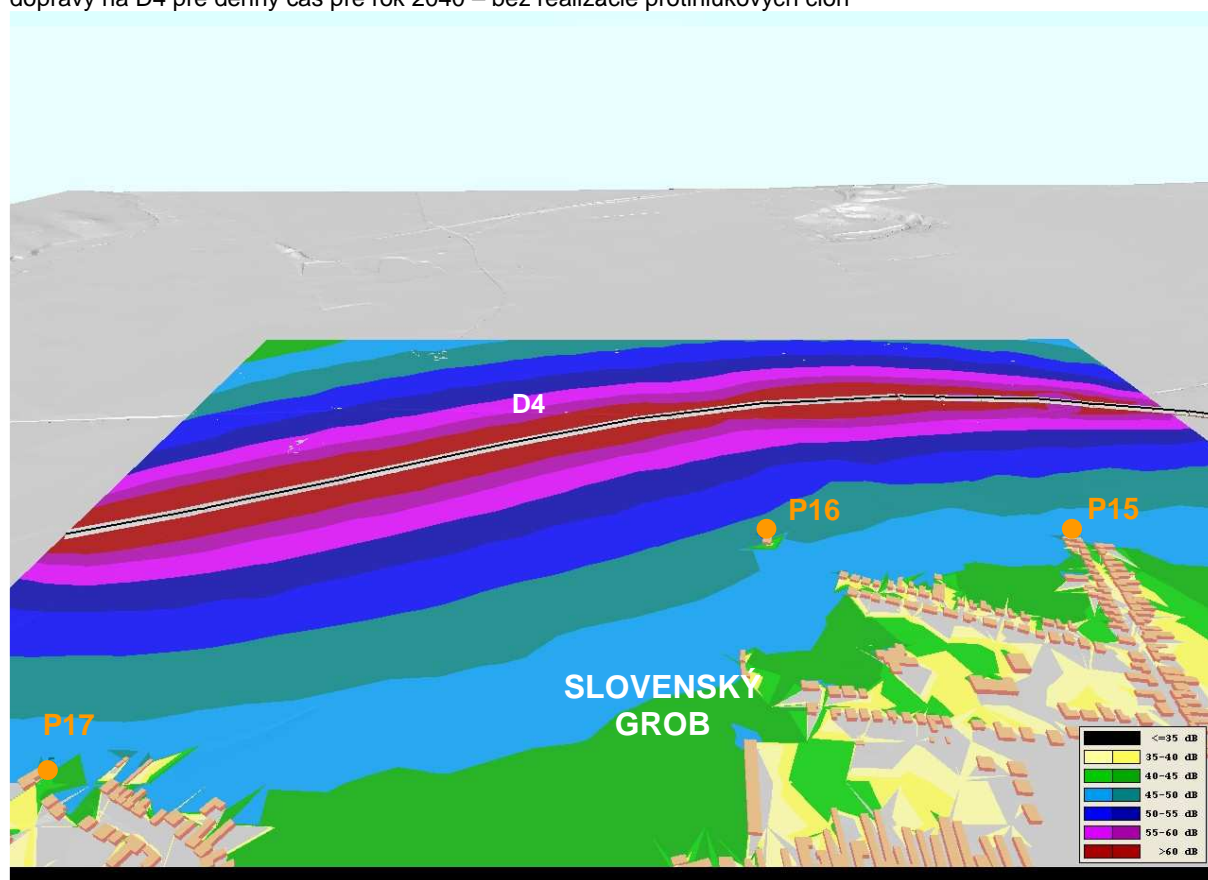 dopravy na D4 pre denný čas pre rok 2040 – bez realizácie protihlukových clôn
D4
P16
P15
SLOVENSKÝ
GROB
P17
<=35 dB
35-40 dB
40-45 dB
45-50 dB
50-55 dB
55-60 dB
>60 dB